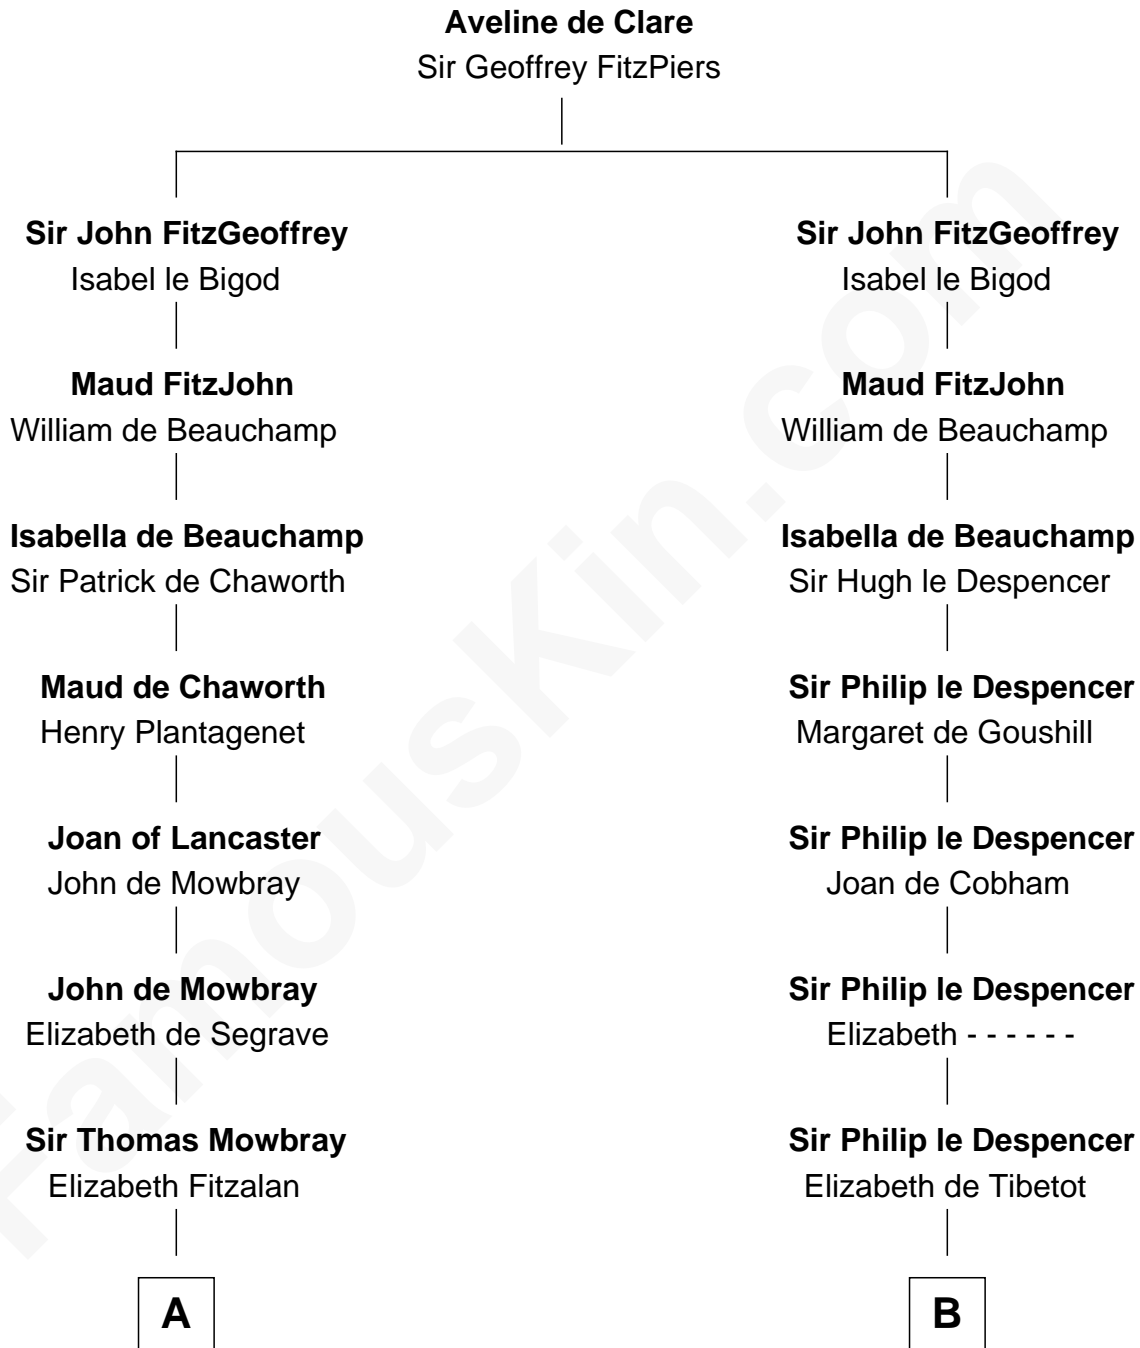 Aveline de Clare
Sir Geoffrey FitzPiers
Sir John FitzGeoffrey
Isabel le Bigod
Maud FitzJohn
William de Beauchamp
Isabella de Beauchamp
Sir Patrick de Chaworth
Maud de Chaworth
Henry Plantagenet
Joan of Lancaster
John de Mowbray
John de Mowbray
Elizabeth de Segrave
Sir Thomas Mowbray
Elizabeth Fitzalan
A
Sir John FitzGeoffrey
Isabel le Bigod
Maud FitzJohn
William de Beauchamp
Isabella de Beauchamp
Sir Hugh le Despencer
Sir Philip le Despencer
Margaret de Goushill
Sir Philip le Despencer
Joan de Cobham
Sir Philip le Despencer
Elizabeth - - - - - -
Sir Philip le Despencer
Elizabeth de Tibetot
B
FamousKin.com